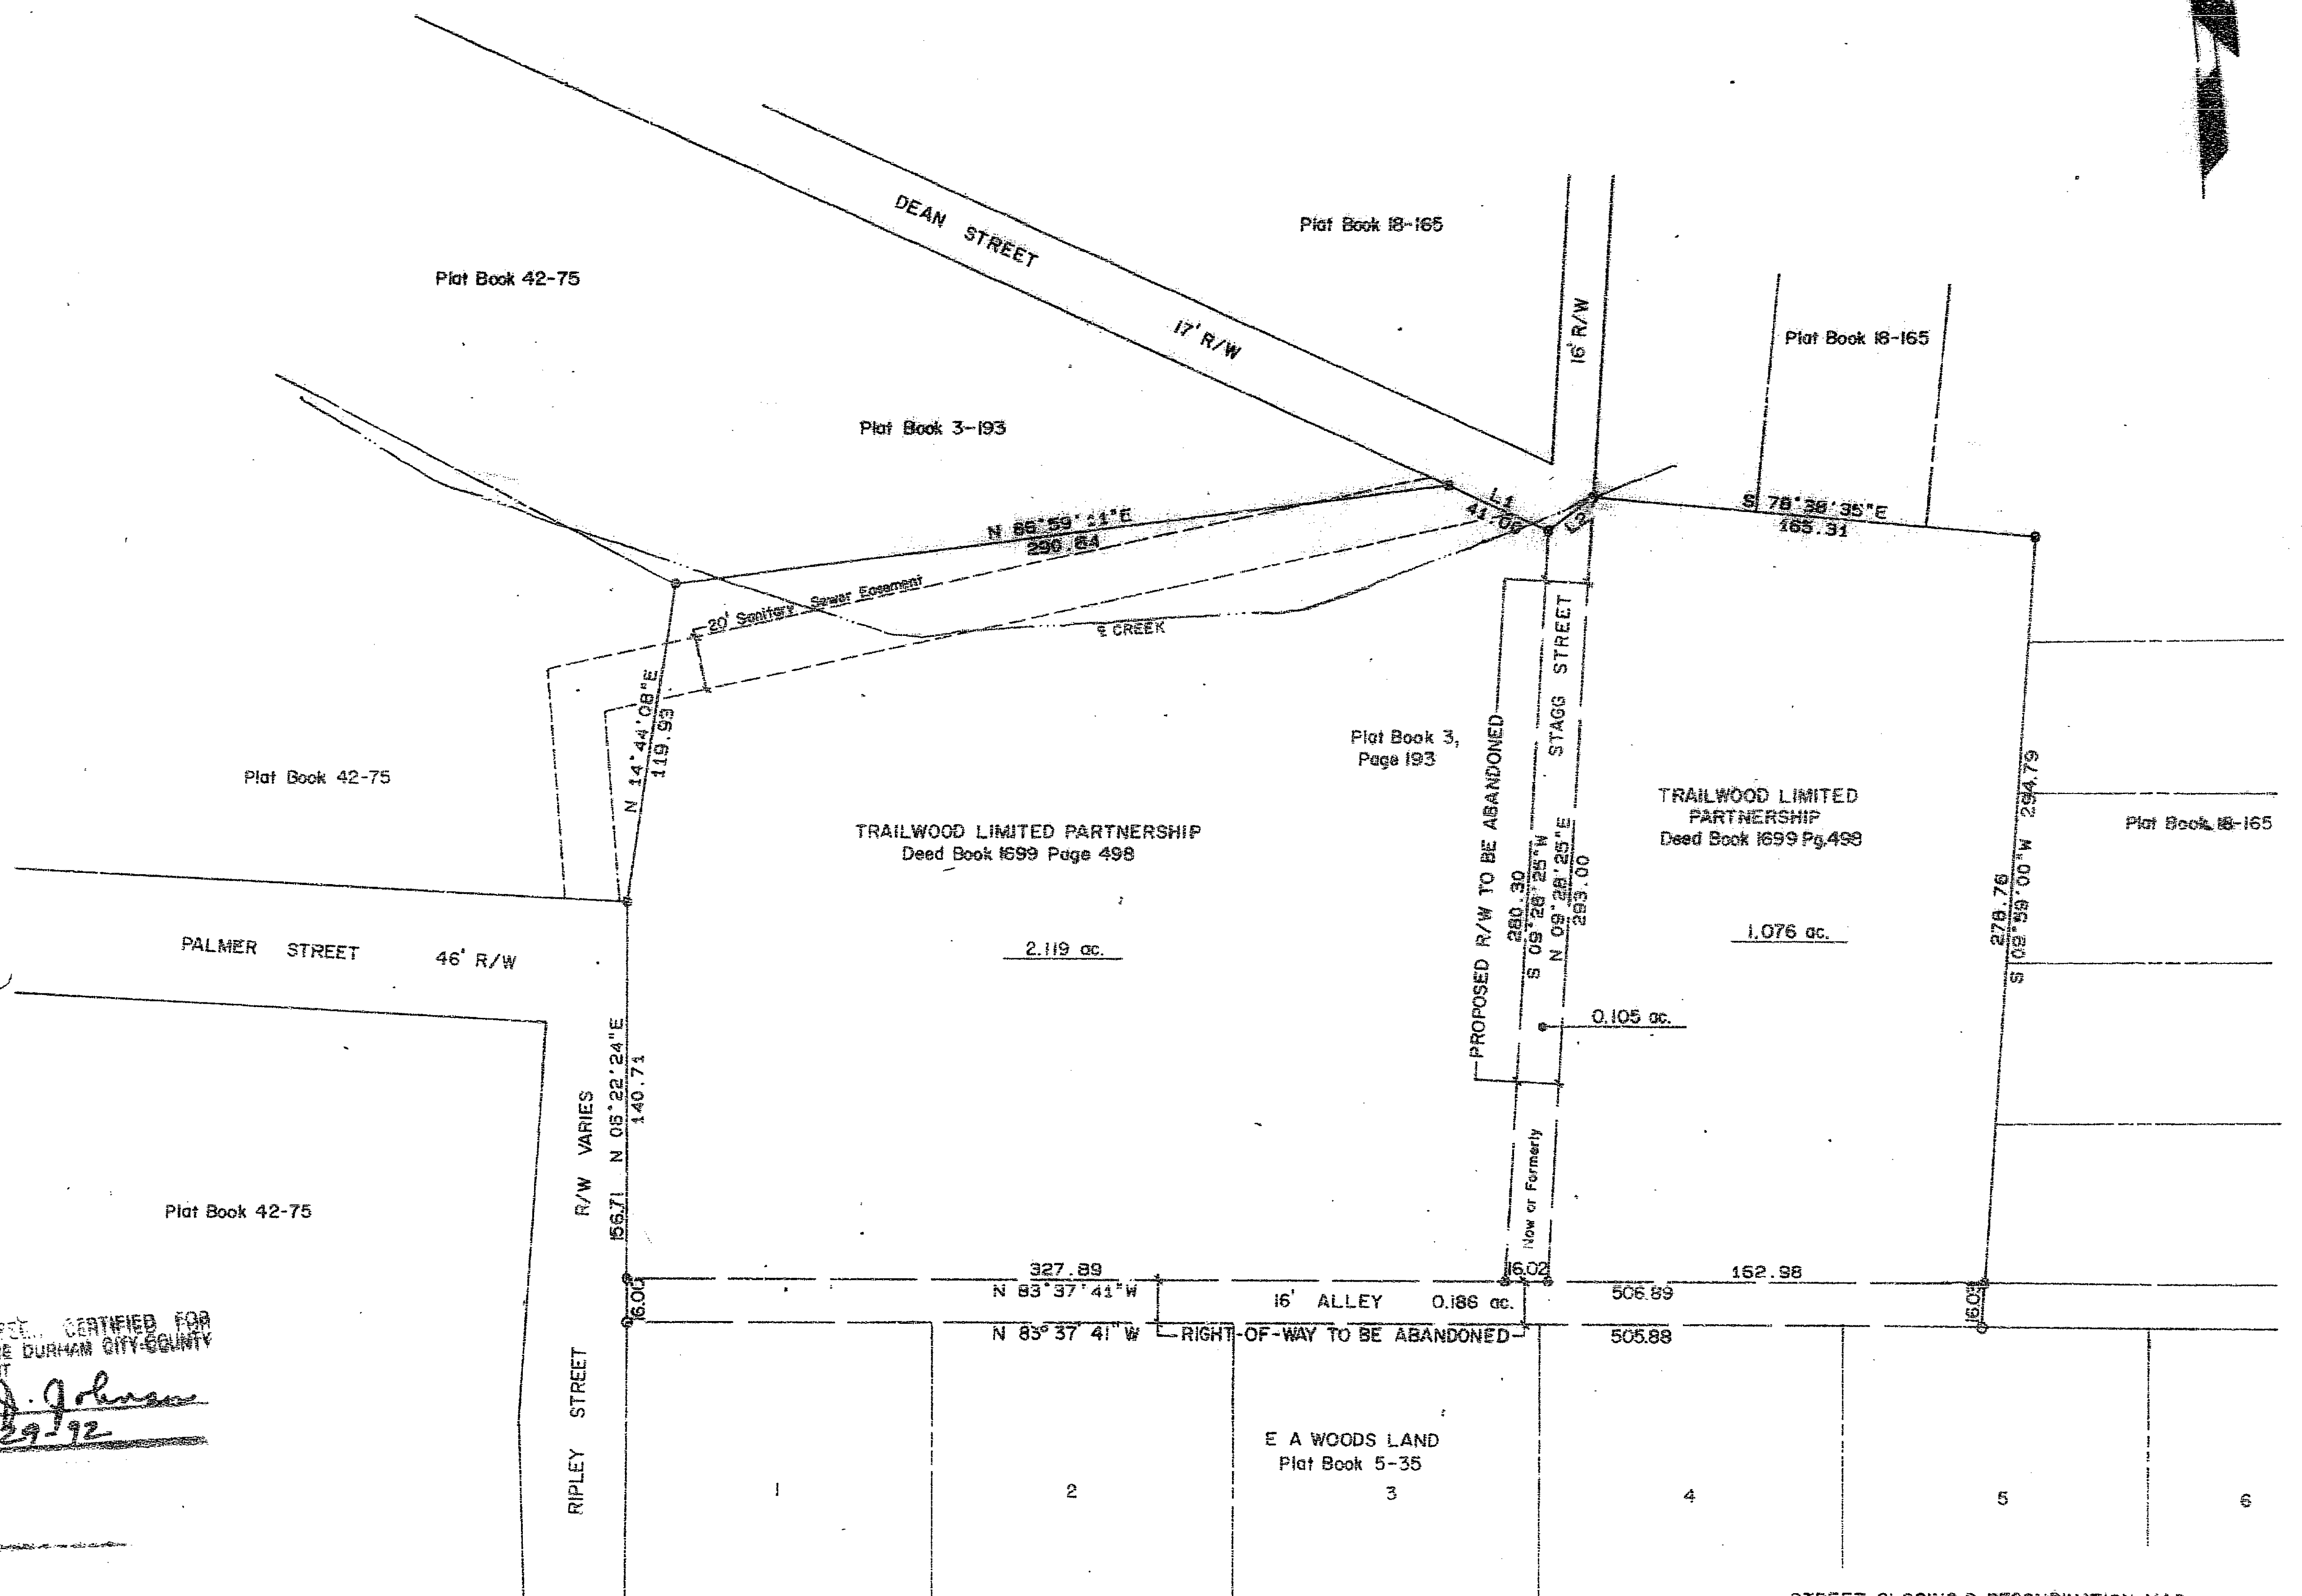 DEAN STREET
17' R/W
Plat Book 18-165
16' R/W
Plat Book 18-165
Plat Book 42-75
Plat Book 3-193
L1
41.06
L2
S 78°38'35"E
165.31
290.64
20' Sanitary Sewer Easement
℄ CREEK
N 14°44'08"E
119.93
Plat Book 42-75
PALMER STREET 46' R/W
TRAILWOOD LIMITED PARTNERSHIP
Deed Book 1699 Page 498
2.119 ac.
Plat Book 3,
Page 193
PROPOSED R/W TO BE ABANDONED
280.30
S 09°28'25"W
STAGG STREET
N 09°28'25"E
293.00
TRAILWOOD LIMITED
PARTNERSHIP
Deed Book 1699 Pg.498
1.076 ac.
0.105 ac.
278.76
S 09°59'00"W 294.79
Plat Book 18-165
R/W VARIES
156.71 N 06°22'24"E
140.71
Plat Book 42-75
Now or Formerly
327.89
N 83°37'41"W
16.02
162.98
506.89
16.00
16' ALLEY 0.186 ac.
16.03
N 83°37'41"W
RIGHT-OF-WAY TO BE ABANDONED
505.88
CERTIFIED FOR
DURHAM CITY-COUNTY
J. Johnson
29-92
RIPLEY STREET
E A WOODS LAND
Plat Book 5-35
1 2 3 4 5 6